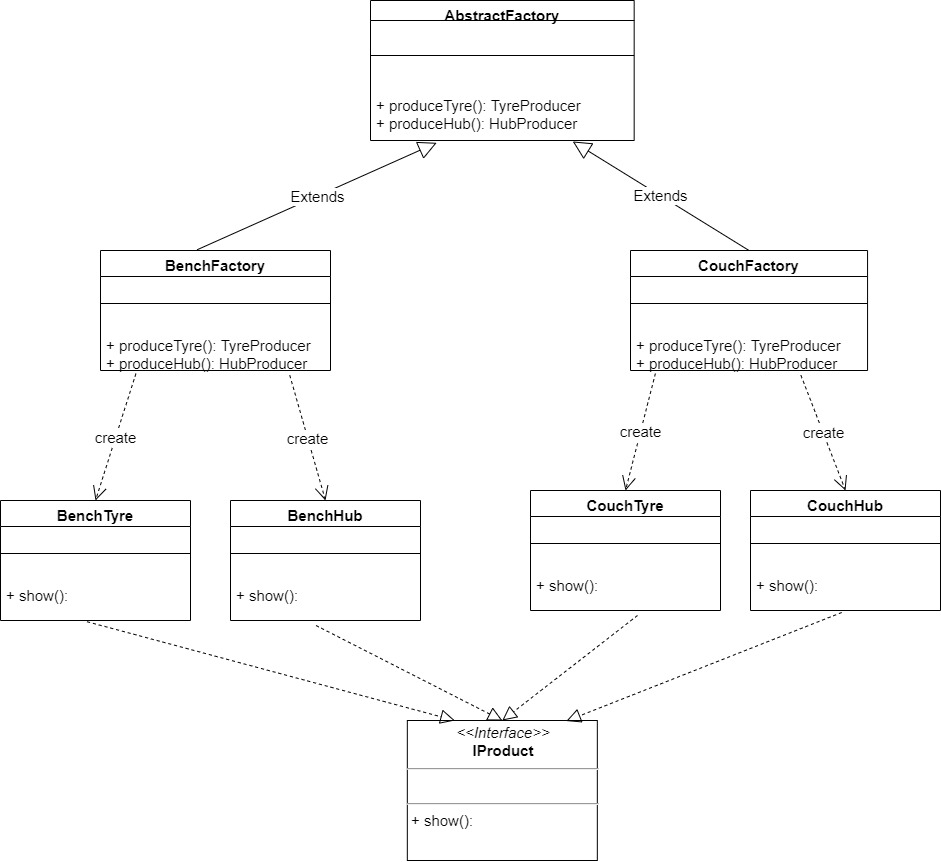 AbstractFactory
+ produceTyre(): TyreProducer
+ produceHub(): HubProducer
Extends
Extends
BenchFactory
+ produceTyre(): TyreProducer
+ produceHub(): HubProducer
CouchFactory
+ produceTyre(): TyreProducer
+ produceHub(): HubProducer
create
create
create
create
BenchTyre
+ show():
BenchHub
+ show():
CouchTyre
+ show():
CouchHub
+ show():
<<Interface>>
IProduct
+ show():